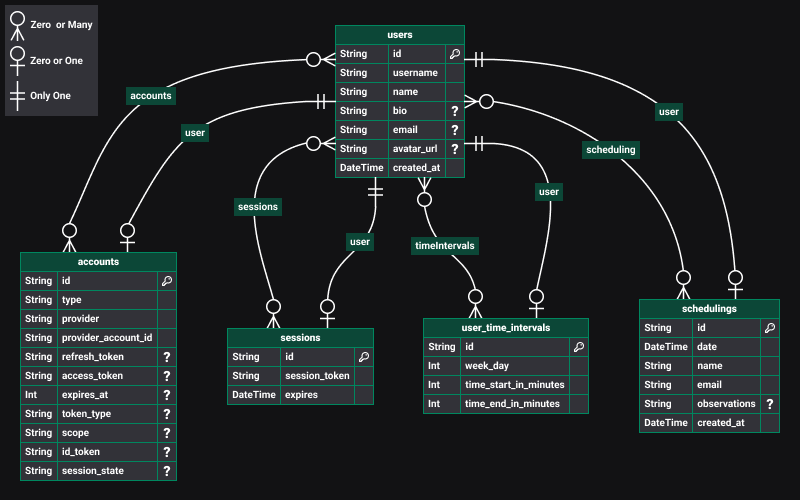 Zero or Many
Zero or One
Only One
users
String id
String username
String name
String bio ?
String email ?
String avatar_url ?
DateTime created_at
accounts
user
sessions
user
timeIntervals
user
scheduling
user
accounts
String id
String type
String provider
String provider_account_id
String refresh_token ?
String access_token ?
Int expires_at ?
String token_type ?
String scope ?
String id_token ?
String session_state ?
sessions
String id
String session_token
DateTime expires
user_time_intervals
String id
Int week_day
Int time_start_in_minutes
Int time_end_in_minutes
schedulings
String id
DateTime date
String name
String email
String observations ?
DateTime created_at